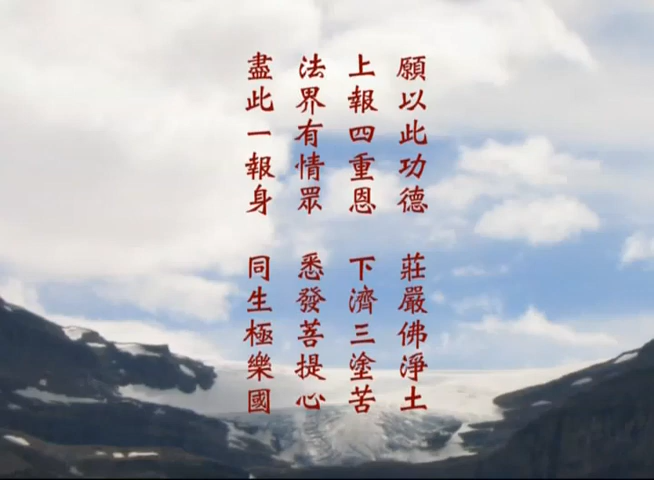 願以此功德 莊嚴佛淨土
上報四重恩 下濟三塗苦
法界有情眾 悉發菩提心
盡此一報身 同生極樂國